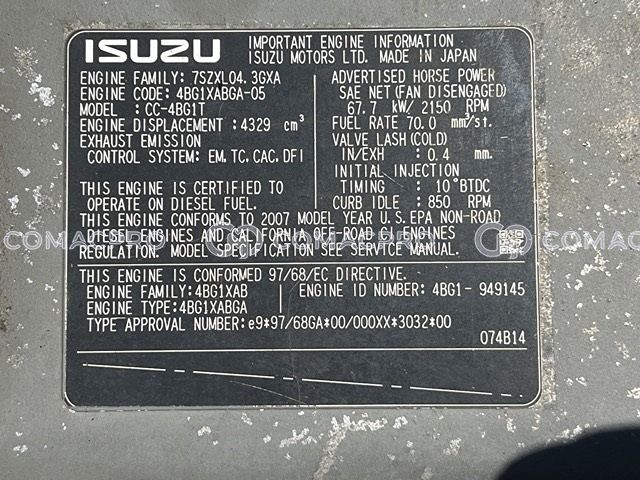 ISUZU
IMPORTANT ENGINE INFORMATION
ISUZU MOTORS LTD. MADE IN JAPAN
ENGINE FAMILY: 7SZXL04.3GXA
ENGINE CODE: 4BG1XABGA-05
MODEL : CC-4BG1T
ENGINE DISPLACEMENT:4329 cm³
EXHAUST EMISSION
CONTROL SYSTEM: EM,TC,CAC,DFI
ADVERTISED HORSE POWER
SAE NET(FAN DISENGAGED)
67.7 kW/ 2150 RPM
FUEL RATE 70.0 mm³/st.
VALVE LASH(COLD)
IN/EXH : 0.4 mm.
INITIAL INJECTION
TIMING : 10°BTDC
CURB IDLE : 850 RPM
THIS ENGINE IS CERTIFIED TO
OPERATE ON DIESEL FUEL.
THIS ENGINE CONFORMS TO 2007 MODEL YEAR U.S.EPA NON-ROAD
DIESEL ENGINES AND CALIFORNIA OFF-ROAD CI ENGINES
REGULATION. MODEL SPECIFICATION SEE SERVICE MANUAL.
THIS ENGINE IS CONFORMED 97/68/EC DIRECTIVE.
ENGINE FAMILY:4BG1XAB
ENGINE ID NUMBER: 4BG1- 949145
ENGINE TYPE:4BG1XABGA
TYPE APPROVAL NUMBER:e9*97/68GA*00/000XX*3032*00
074B14
COMACPRO
COMACPRO